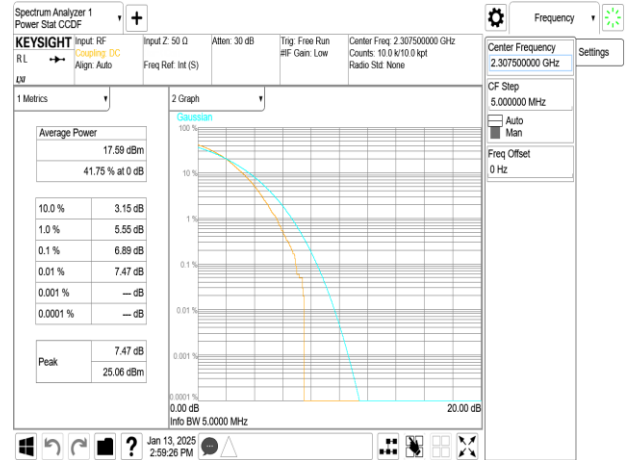 Spectrum Analyzer 1
Power Stat CCDF
Frequency
KEYSIGHT
RL
LXI
Input: RF
Coupling: DC
Align: Auto
Input Z: 50 Ω
Freq Ref: Int (S)
Atten: 30 dB
Trig: Free Run
#IF Gain: Low
Center Freq: 2.307500000 GHz
Counts: 10.0 k/10.0 kpt
Radio Std: None
Center Frequency
2.307500000 GHz
Settings
CF Step
5.000000 MHz
Auto
Man
Freq Offset
0 Hz
1 Metrics
Average Power
17.59 dBm
41.75 % at 0 dB
10.0 % 3.15 dB
1.0 % 5.55 dB
0.1 % 6.89 dB
0.01 % 7.47 dB
0.001 % --- dB
0.0001 % --- dB
Peak
7.47 dB
25.06 dBm
2 Graph
Gaussian
100 %
10 %
1 %
0.1 %
0.01 %
0.001 %
0.0001 %
0.00 dB 20.00 dB
Info BW 5.0000 MHz
?
Jan 13, 2025
2:59:26 PM